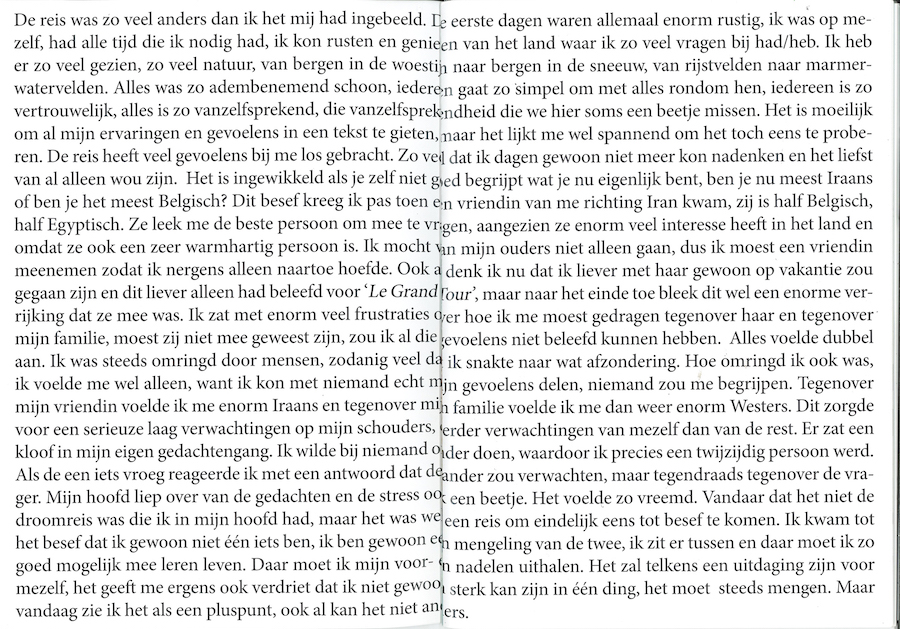 De reis was zo veel anders dan ik het mij had ingebeeld. De eerste dagen waren allemaal enorm rustig, ik was op me-
zelf, had alle tijd die ik nodig had, ik kon rusten en genieen van het land waar ik zo veel vragen bij had/heb. Ik heb
er zo veel gezien, zo veel natuur, van bergen in de woestijn naar bergen in de sneeuw, van rijstvelden naar marmer-
watervelden. Alles was zo adembenemend schoon, iedereen gaat zo simpel om met alles rondom hen, iedereen is zo
vertrouwelijk, alles is zo vanzelfsprekend, die vanzelfsprekendheid die we hier soms een beetje missen. Het is moeilijk
om al mijn ervaringen en gevoelens in een tekst te gieten, maar het lijkt me wel spannend om het toch eens te probe-
ren. De reis heeft veel gevoelens bij me los gebracht. Zo veel dat ik dagen gewoon niet meer kon nadenken en het liefst
van al alleen wou zijn. Het is ingewikkeld als je zelf niet goed begrijpt wat je nu eigenlijk bent, ben je nu meest Iraans
of ben je het meest Belgisch? Dit besef kreeg ik pas toen een vriendin van me richting Iran kwam, zij is half Belgisch,
half Egyptisch. Ze leek me de beste persoon om mee te vragen, aangezien ze enorm veel interesse heeft in het land en
omdat ze ook een zeer warmhartig persoon is. Ik mocht van mijn ouders niet alleen gaan, dus ik moest een vriendin
meenemen zodat ik nergens alleen naartoe hoefde. Ook al denk ik nu dat ik liever met haar gewoon op vakantie zou
gegaan zijn en dit liever alleen had beleefd voor ‘Le Grand Tour’, maar naar het einde toe bleek dit wel een enorme ver-
rijking dat ze mee was. Ik zat met enorm veel frustraties over hoe ik me moest gedragen tegenover haar en tegenover
mijn familie, moest zij niet mee geweest zijn, zou ik al die gevoelens niet beleefd kunnen hebben. Alles voelde dubbel
aan. Ik was steeds omringd door mensen, zodanig veel dat ik snakte naar wat afzondering. Hoe omringd ik ook was,
ik voelde me wel alleen, want ik kon met niemand echt mijn gevoelens delen, niemand zou me begrijpen. Tegenover
mijn vriendin voelde ik me enorm Iraans en tegenover mijn familie voelde ik me dan weer enorm Westers. Dit zorgde
voor een serieuze laag verwachtingen op mijn schouders, eerder verwachtingen van mezelf dan van de rest. Er zat een
kloof in mijn eigen gedachtengang. Ik wilde bij niemand onder doen, waardoor ik precies een twijzijdig persoon werd.
Als de een iets vroeg reageerde ik met een antwoord dat de ander zou verwachten, maar tegendraads tegenover de vra-
ger. Mijn hoofd liep over van de gedachten en de stress ook een beetje. Het voelde zo vreemd. Vandaar dat het niet de
droomreis was die ik in mijn hoofd had, maar het was wel een reis om eindelijk eens tot besef te komen. Ik kwam tot
het besef dat ik gewoon niet één iets ben, ik ben gewoon een mengeling van de twee, ik zit er tussen en daar moet ik zo
goed mogelijk mee leren leven. Daar moet ik mijn voor- en nadelen uithalen. Het zal telkens een uitdaging zijn voor
mezelf, het geeft me ergens ook verdriet dat ik niet gewoon sterk kan zijn in één ding, het moet steeds mengen. Maar
vandaag zie ik het als een pluspunt, ook al kan het niet anders.